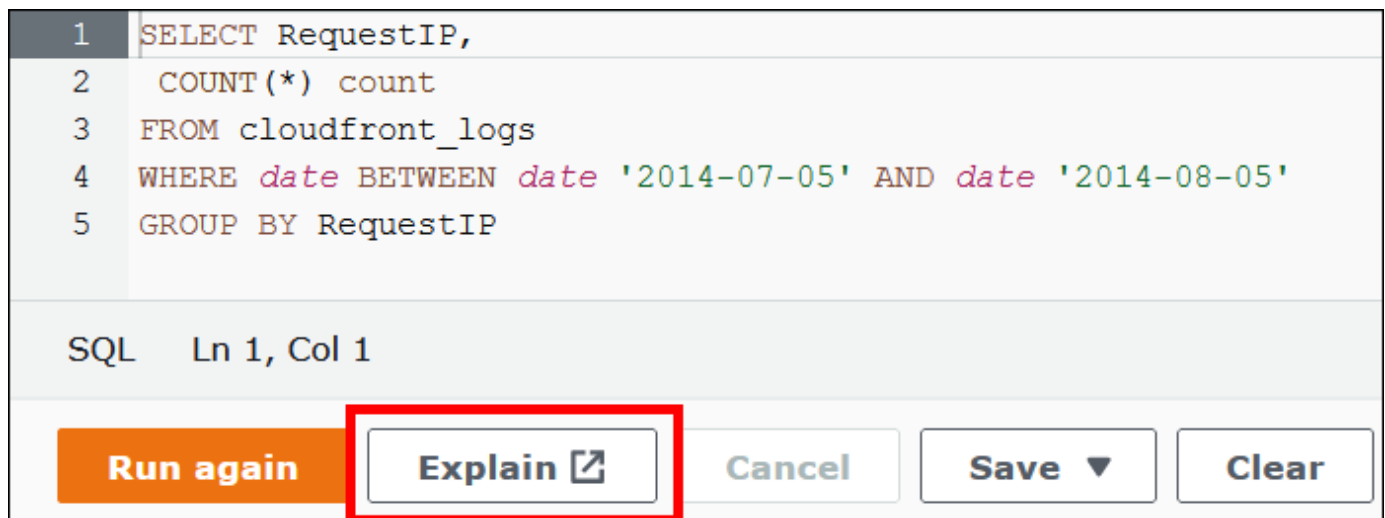 1 SELECT RequestIP,
2 COUNT(*) count
3 FROM cloudfront_logs
4 WHERE date BETWEEN date '2014-07-05' AND date '2014-08-05'
5 GROUP BY RequestIP
SQL Ln 1, Col 1
Run again Explain Cancel Save Clear